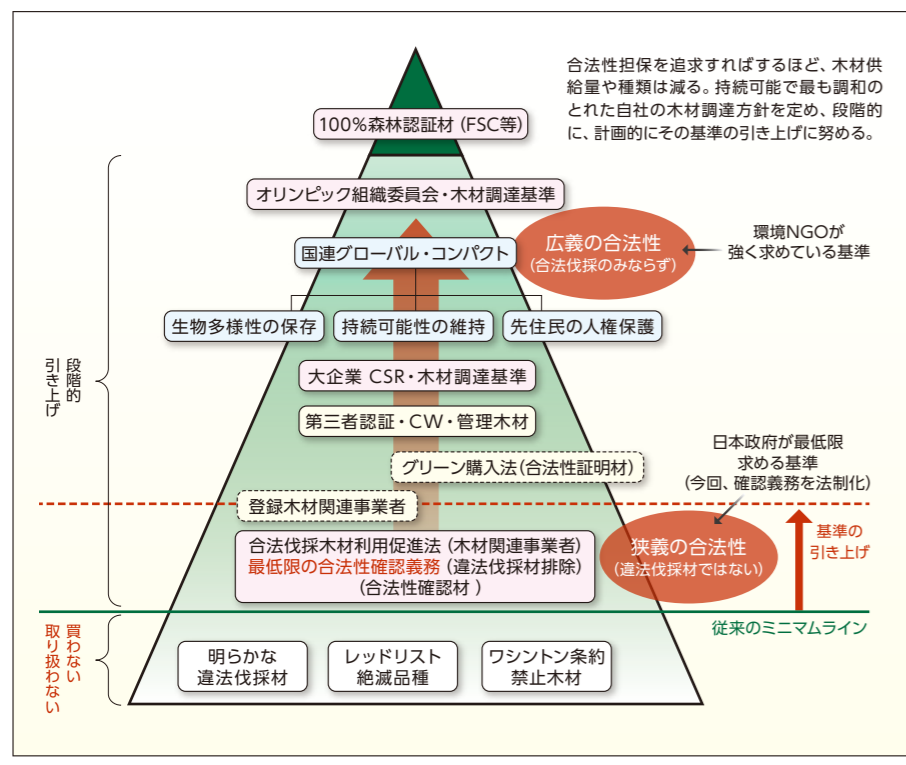 合法性担保を追求すればするほど、木材供
給量や種類は減る。持続可能で最も調和の
とれた自社の木材調達方針を定め、段階的
に、計画的にその基準の引き上げに努める。
100%森林認証材(FSC等)
オリンピック組織委員会・木材調達基準
国連グローバル・コンパクト
広義の合法性
(合法伐採のみならず)
環境NGOが
強く求めている基準
生物多様性の保存
持続可能性の維持
先住民の人権保護
段階的
引き上げ
大企業 CSR・木材調達基準
第三者認証・CW・管理木材
グリーン購入法(合法性証明材)
日本政府が最低限
求める基準
(今回、確認義務を法制化)
登録木材関連事業者
合法伐採木材利用促進法(木材関連事業者)
最低限の合法性確認義務(違法伐採材排除)
(合法性確認材)
狭義の合法性
(違法伐採材ではない)
基準の
引き上げ
従来のミニマムライン
買わない
取り扱わない
明らかな
違法伐採材
レッドリスト
絶滅品種
ワシントン条約
禁止木材